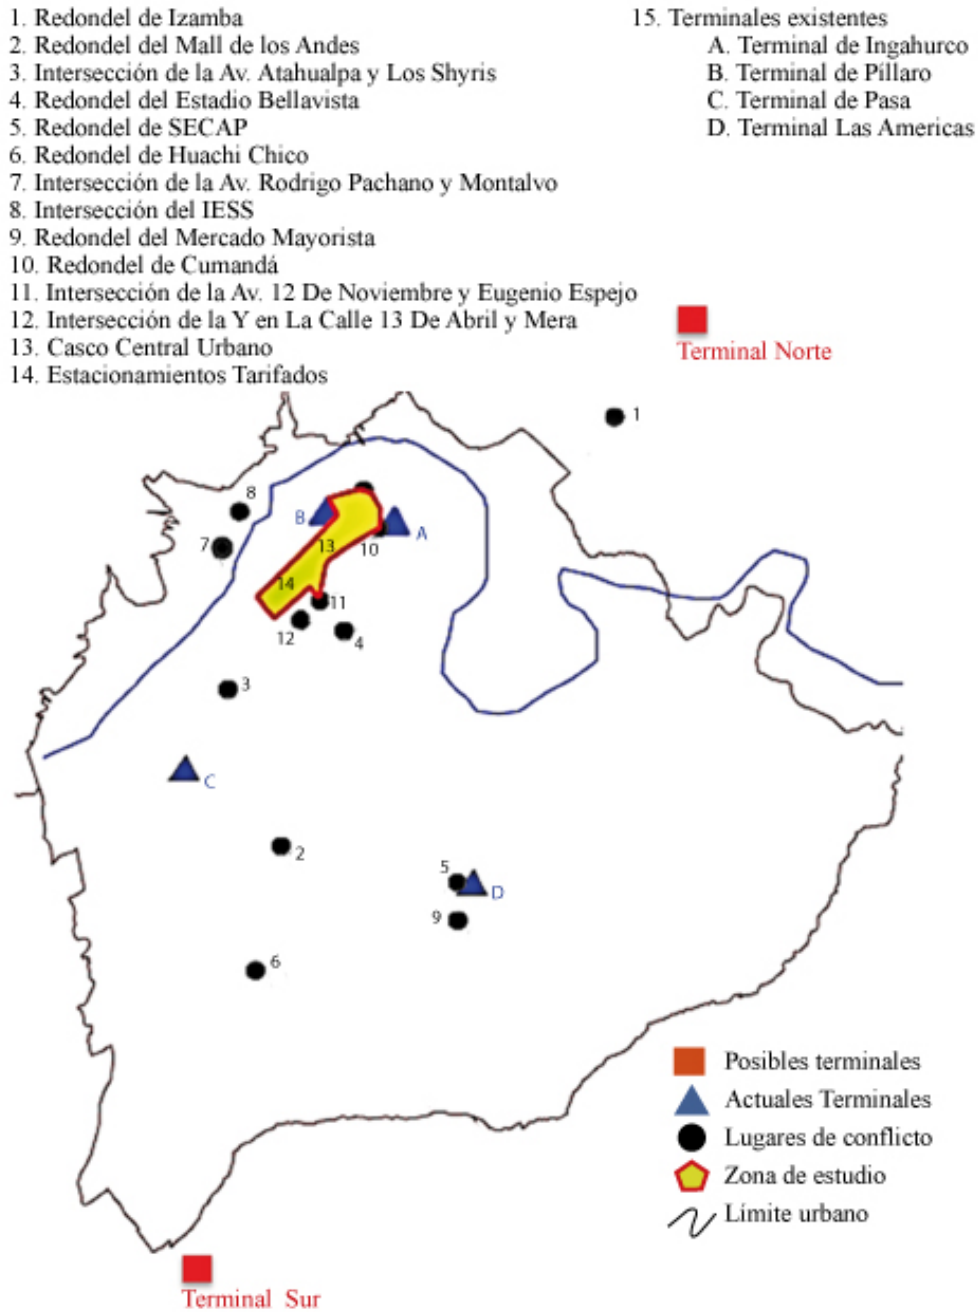 1. Redondel de Izamba
2. Redondel del Mall de los Andes
3. Intersección de la Av. Atahualpa y Los Shyris
4. Redondel del Estadio Bellavista
5. Redondel de SECAP
6. Redondel de Huachi Chico
7. Intersección de la Av. Rodrigo Pachano y Montalvo
8. Intersección del IESS
9. Redondel del Mercado Mayorista
10. Redondel de Cumandá
11. Intersección de la Av. 12 De Noviembre y Eugenio Espejo
12. Intersección de la Y en La Calle 13 De Abril y Mera
13. Casco Central Urbano
14. Estacionamientos Tarifados
15. Terminales existentes
A. Terminal de Ingahurco
B. Terminal de Píllaro
C. Terminal de Pasa
D. Terminal Las Americas
Terminal Norte
1
8
B
A
7
13
10
14
11
12
4
3
C
2
5
D
9
6
Posibles terminales
Actuales Terminales
Lugares de conflicto
Zona de estudio
Límite urbano
Terminal Sur